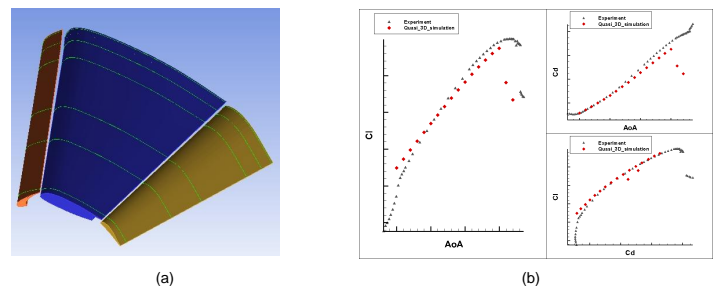 Experiment
Quasi_3D_simulation
Cl
AoA
Experiment
Quasi_3D_simulation
Cd
AoA
Experiment
Quasi_3D_simulation
Cl
Cd
(a)
(b)